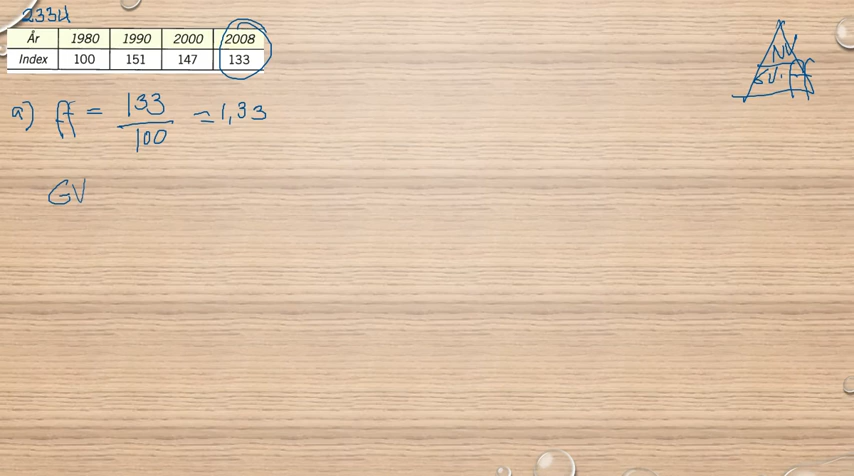 2334
År 1980 1990 2000 2008
Index 100 151 147 133
a) ff = 133/100 = 1,33
GV
NV
GV · ff